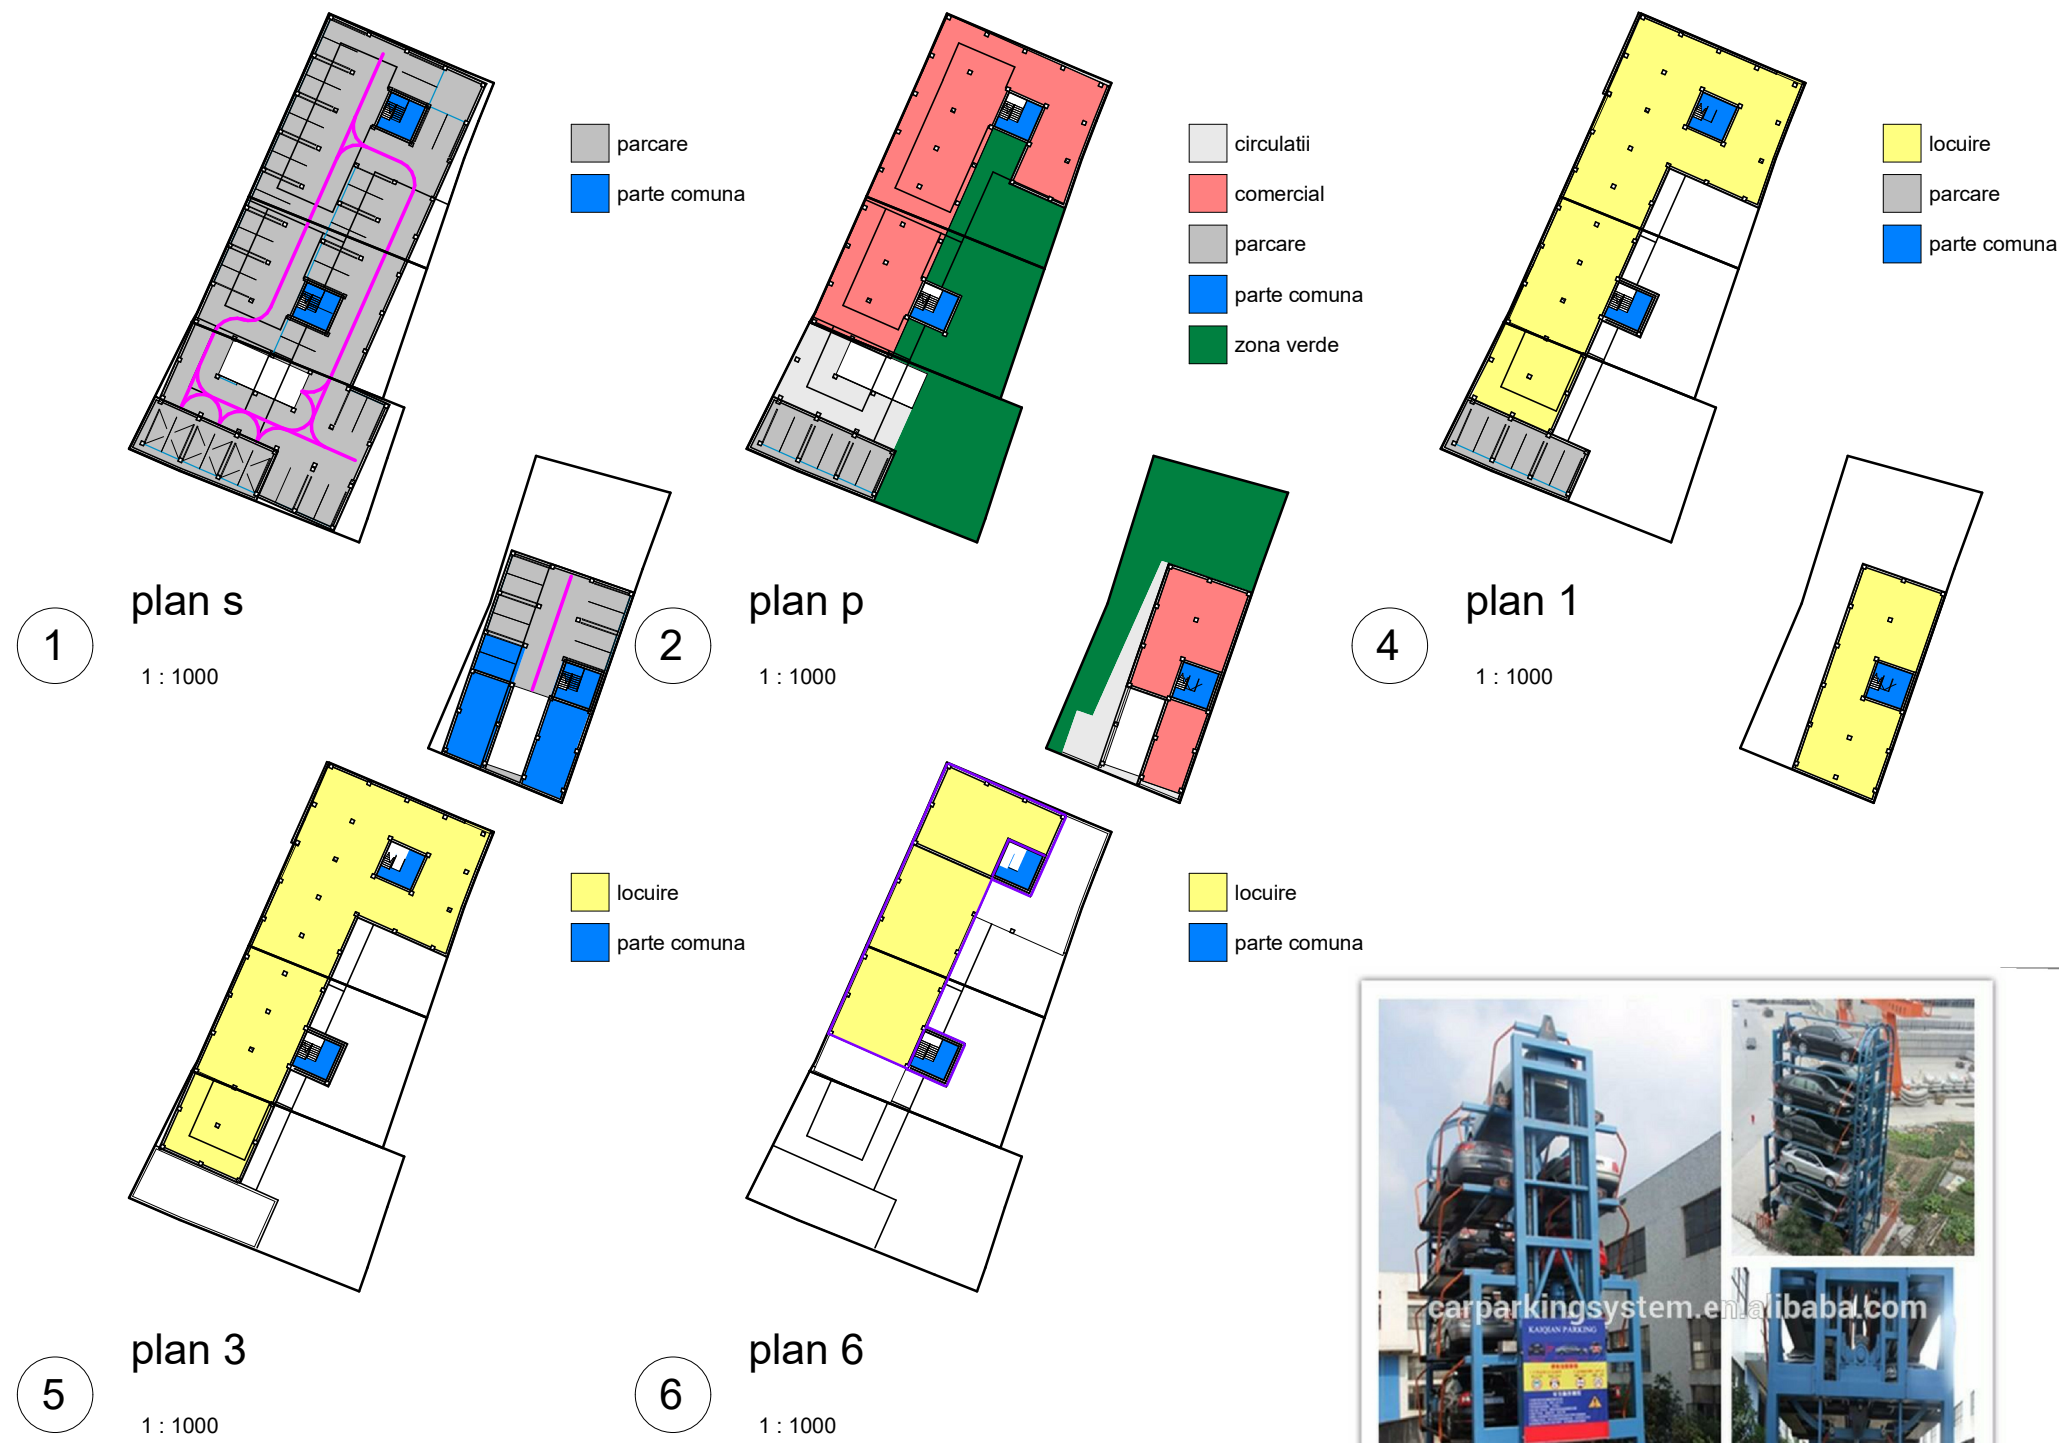 parcare
parte comuna
1
plan s
1 : 1000
circulatii
comercial
parcare
parte comuna
zona verde
2
plan p
1 : 1000
locuire
parcare
parte comuna
4
plan 1
1 : 1000
locuire
parte comuna
5
plan 3
1 : 1000
locuire
parte comuna
6
plan 6
1 : 1000
carparkingsystem.en.alibaba.com
KAIQIAN PARKING